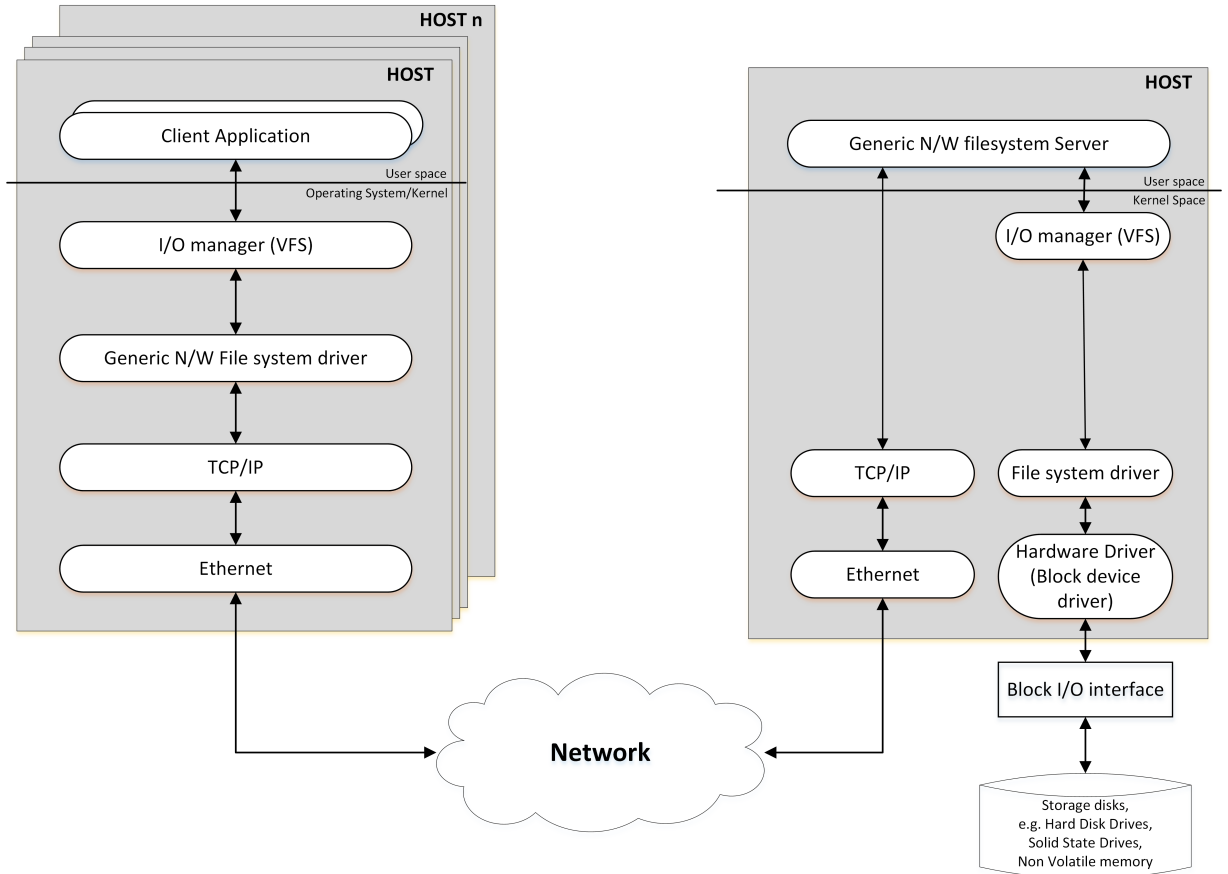 HOST n
HOST
Client Application
User space
Operating System/Kernel
I/O manager (VFS)
Generic N/W File system driver
TCP/IP
Ethernet
HOST
Generic N/W filesystem Server
User space
Kernel Space
I/O manager (VFS)
TCP/IP
File system driver
Ethernet
Hardware Driver
(Block device
driver)
Block I/O interface
Network
Storage disks,
e.g. Hard Disk Drives,
Solid State Drives,
Non Volatile memory